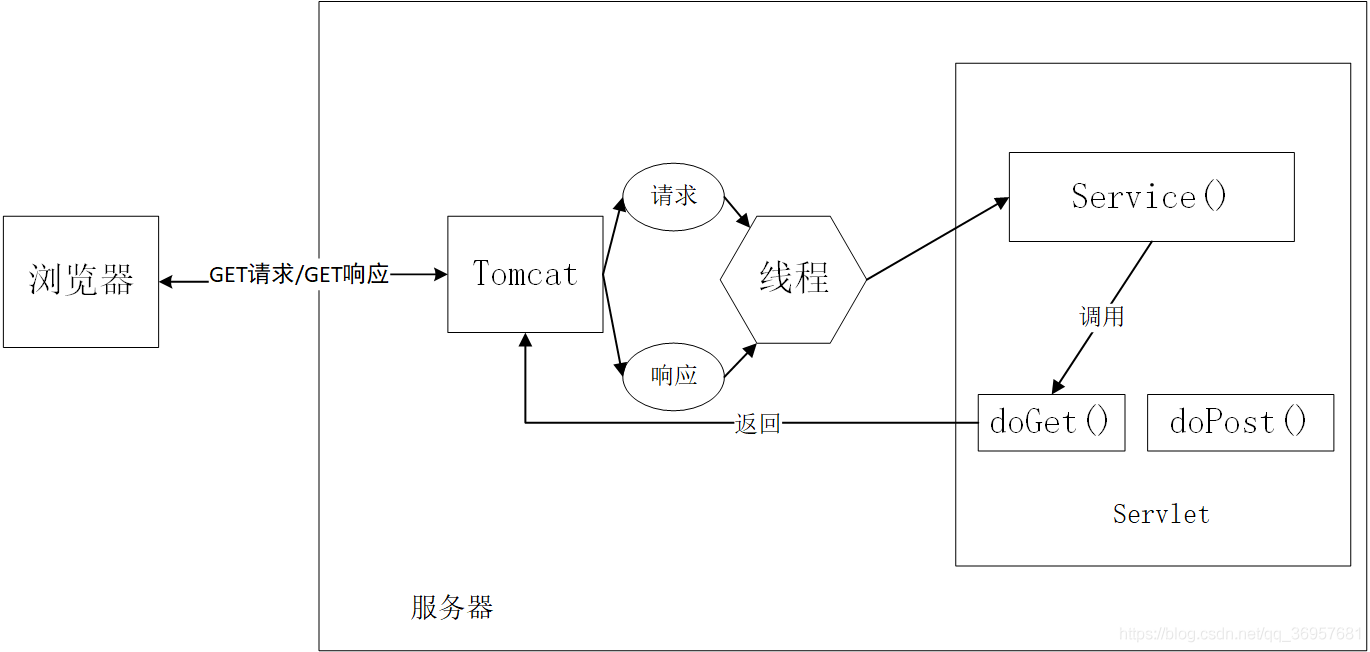 浏览器
GET请求/GET响应
Tomcat
请求
响应
线程
Service()
调用
doGet()
doPost()
返回
Servlet
服务器
https://blog.csdn.net/qq_36957681